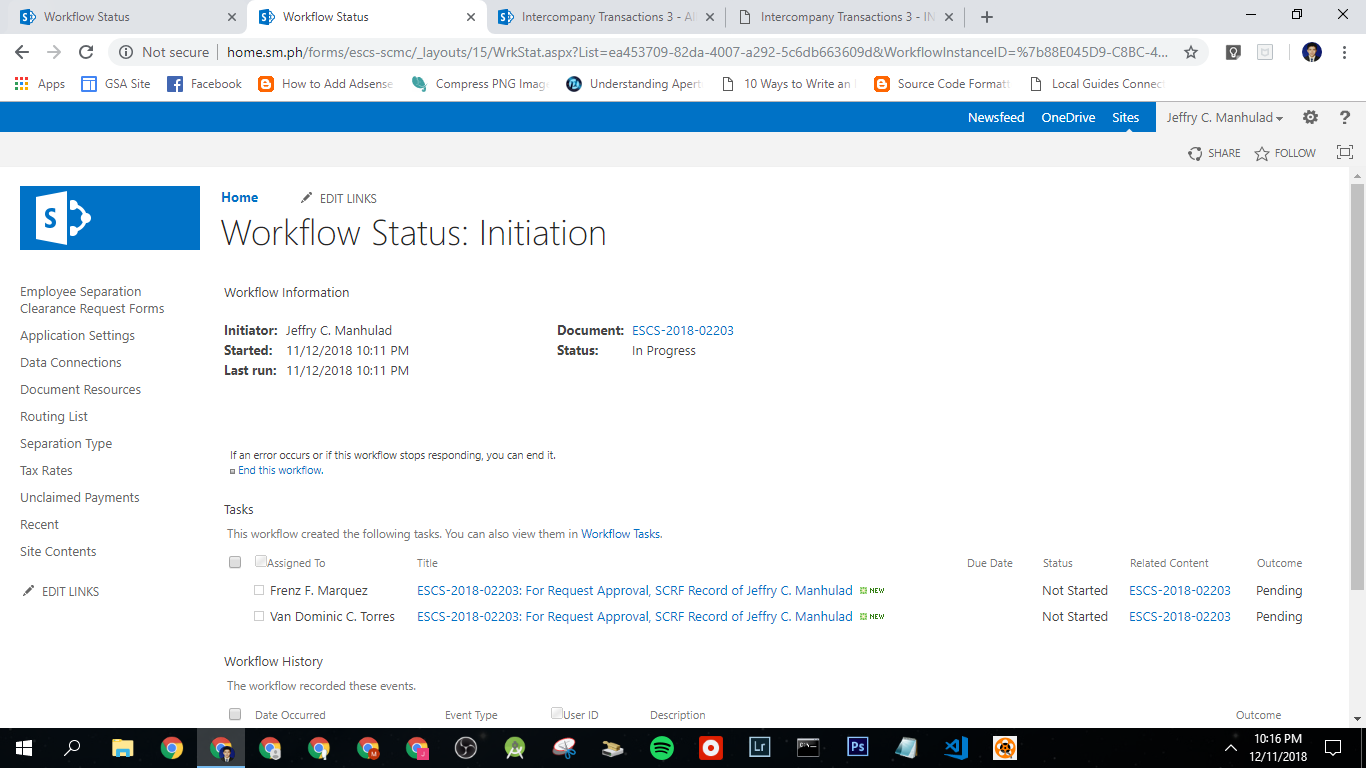 Workflow Status
Workflow Status
Intercompany Transactions 3 - Al
Intercompany Transactions 3 - IN
Not secure
home.sm.ph/forms/escs-scmc/_layouts/15/WrkStat.aspx?List=ea453709-82da-4007-a292-5c6db663609d&WorkflowInstanceID=%7b88E045D9-C8BC-4...
Apps
GSA Site
Facebook
How to Add Adsense
Compress PNG Imag
Understanding Apert
10 Ways to Write an
Source Code Formatt
Local Guides Connec
Newsfeed
OneDrive
Sites
Jeffry C. Manhulad
?
SHARE
FOLLOW
S
Home
EDIT LINKS
Workflow Status: Initiation
Employee Separation
Clearance Request Forms
Application Settings
Data Connections
Document Resources
Routing List
Separation Type
Tax Rates
Unclaimed Payments
Recent
Site Contents
EDIT LINKS
Workflow Information
Initiator: Jeffry C. Manhulad
Started: 11/12/2018 10:11 PM
Last run: 11/12/2018 10:11 PM
Document: ESCS-2018-02203
Status: In Progress
If an error occurs or if this workflow stops responding, you can end it.
End this workflow.
Tasks
This workflow created the following tasks. You can also view them in Workflow Tasks.
Assigned To Title Due Date Status Related Content Outcome
Frenz F. Marquez ESCS-2018-02203: For Request Approval, SCRF Record of Jeffry C. Manhulad NEW Not Started ESCS-2018-02203 Pending
Van Dominic C. Torres ESCS-2018-02203: For Request Approval, SCRF Record of Jeffry C. Manhulad NEW Not Started ESCS-2018-02203 Pending
Workflow History
The workflow recorded these events.
Date Occurred Event Type User ID Description Outcome
M
J
Lr
Ps
10:16 PM
12/11/2018